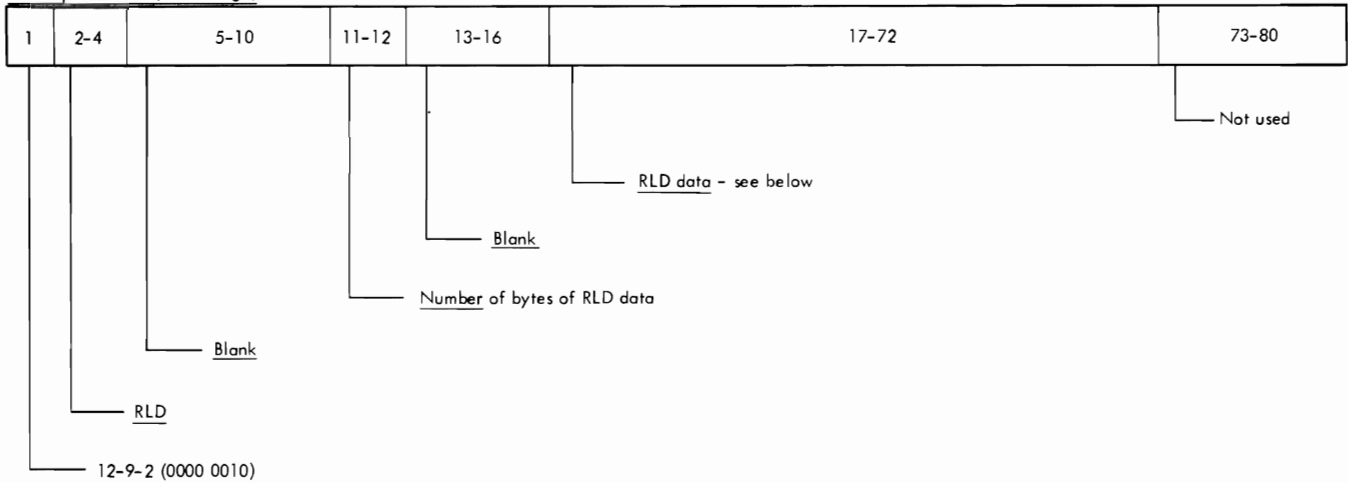 1 2-4 5-10 11-12 13-16 17-72 73-80
Not used
RLD data - see below
Blank
Number of bytes of RLD data
Blank
RLD
12-9-2 (0000 0010)